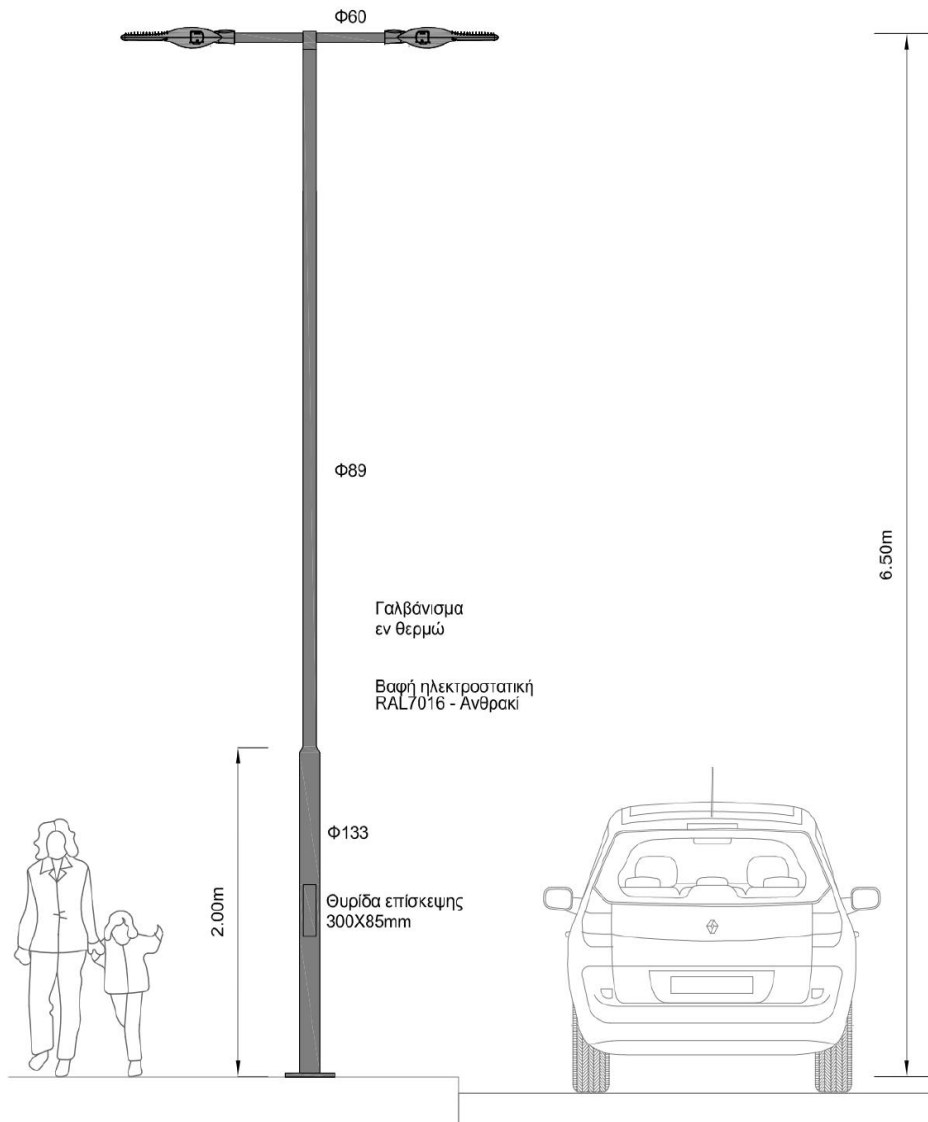 Φ60
Φ89
6.50m
Γαλβάνισμα
εν θερμώ
Βαφή ηλεκτροστατική
RAL7016 - Ανθρακί
Φ133
2.00m
Θυρίδα επίσκεψης
300X85mm